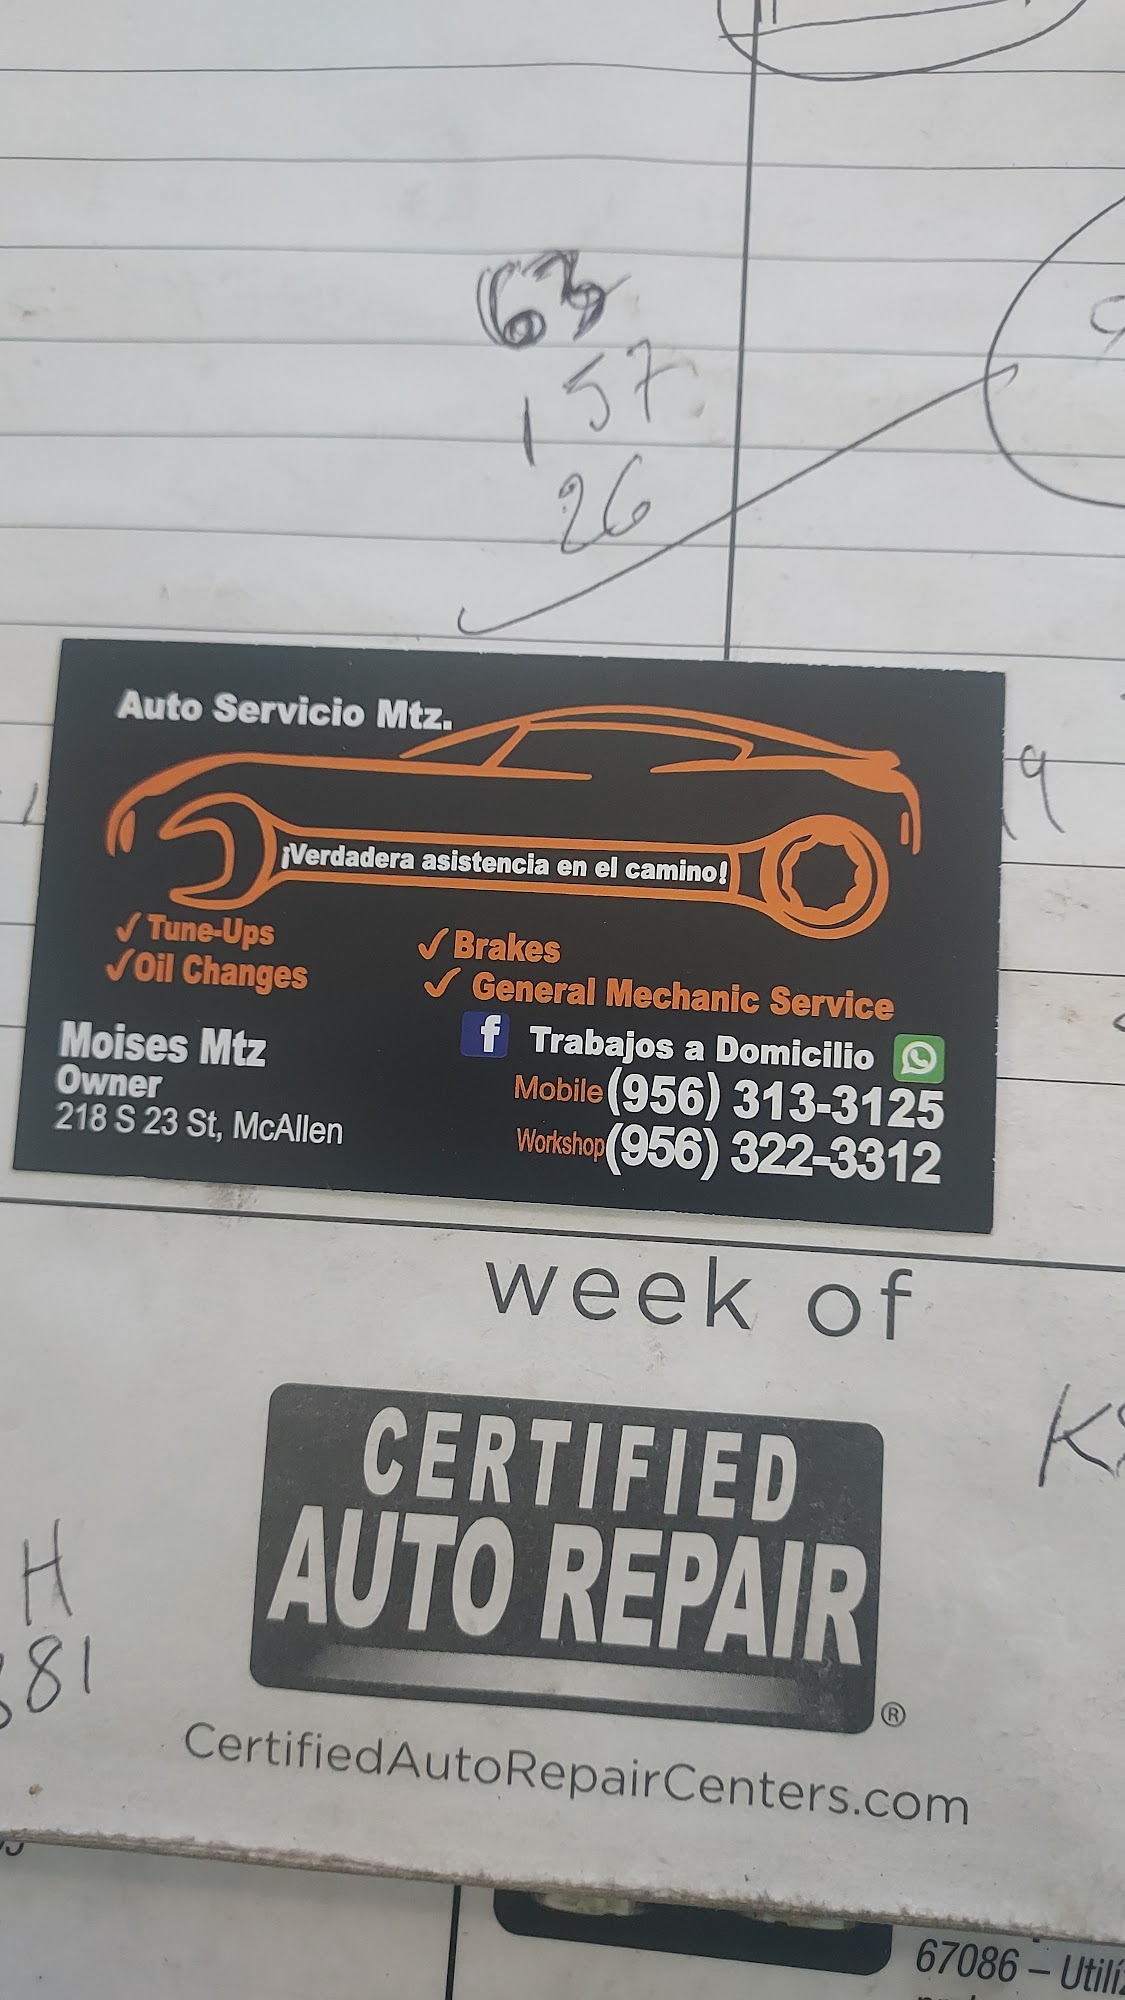 63
157
26
9
Auto Servicio Mtz.
¡Verdadera asistencia en el camino!
✓ Tune-Ups
✓ Oil Changes
✓ Brakes
✓ General Mechanic Service
Moises Mtz
Owner
218 S 23 St, McAllen
Trabajos a Domicilio
Mobile (956) 313-3125
Workshop (956) 322-3312
week of
CERTIFIED
AUTO REPAIR
®
CertifiedAutoRepairCenters.com
H
81
K
67086 – Utilí